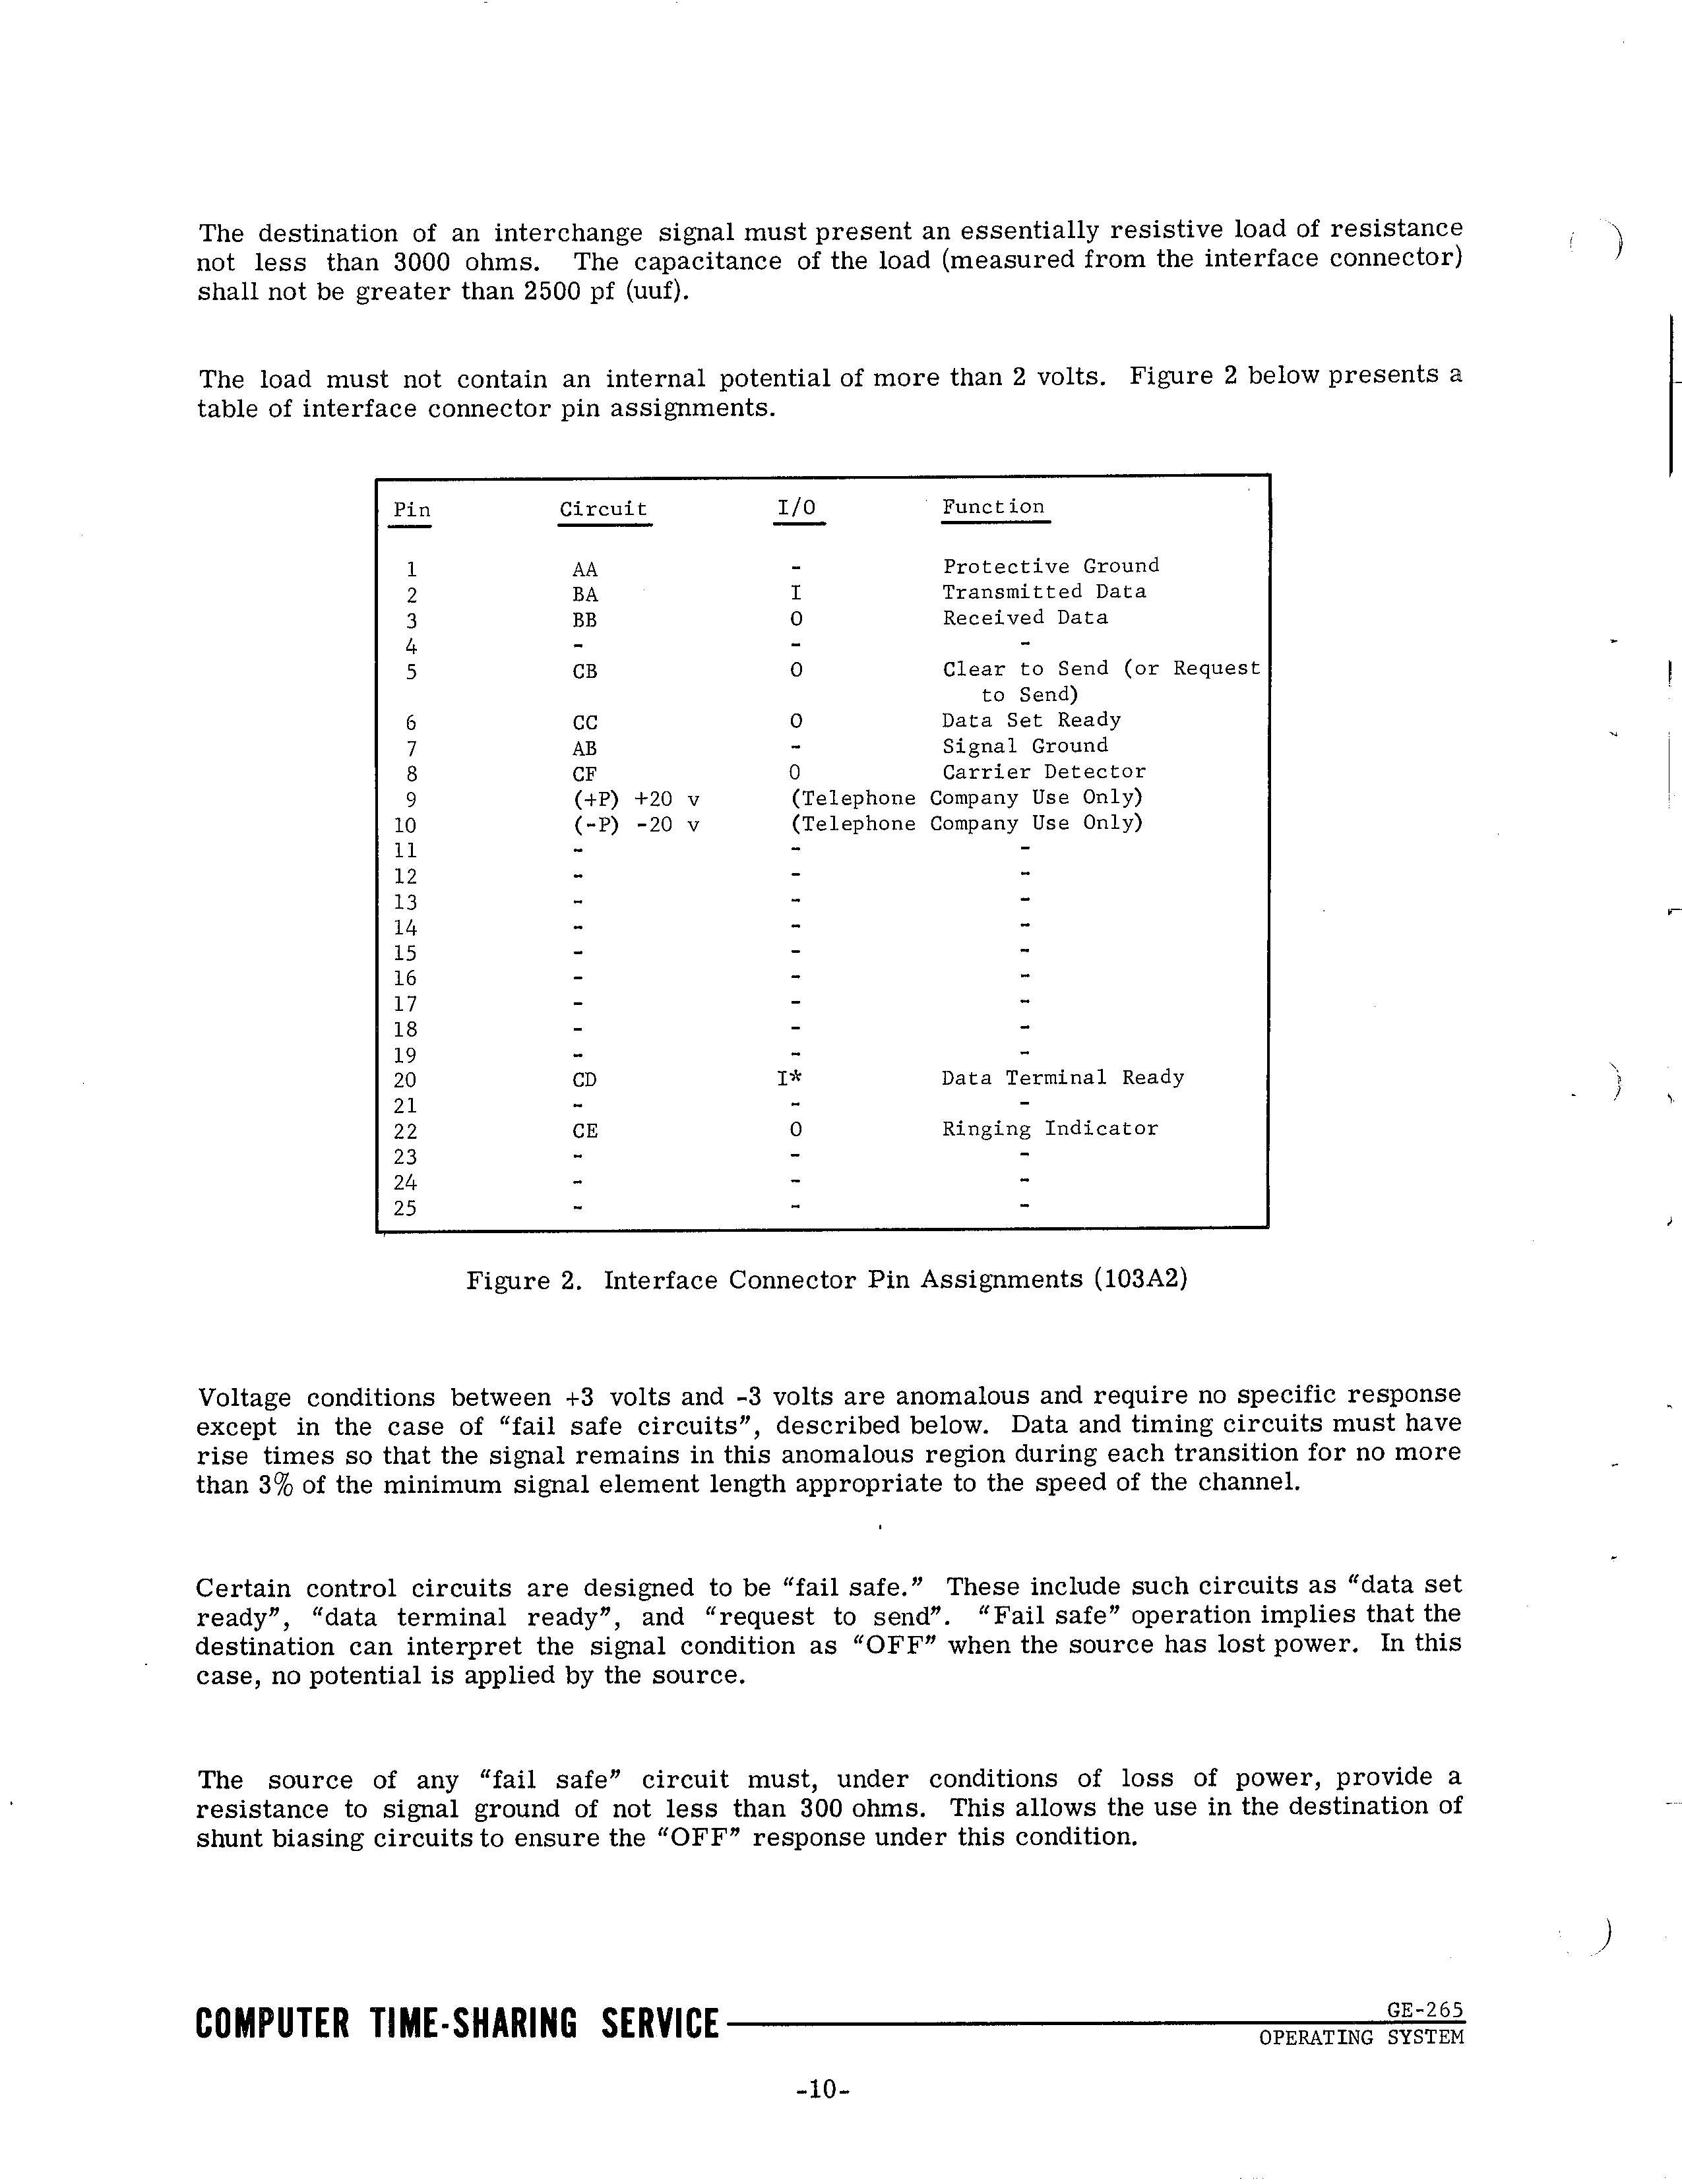 The destination of an interchange signal must present an essentially resistive load of resistance
not less than 3000 ohms. The capacitance of the load (measured from the interface connector)
shall not be greater than 2500 pf (uuf).
The load must not contain an internal potential of more than 2 volts. Figure 2 below presents a
table of interface connector pin assignments.
Pin Circuit I/O Function
1 AA - Protective Ground
2 BA I Transmitted Data
3 BB O Received Data
4 - - -
5 CB O Clear to Send (or Request
to Send)
6 CC O Data Set Ready
7 AB - Signal Ground
8 CF O Carrier Detector
9 (+P) +20 v (Telephone Company Use Only)
10 (-P) -20 v (Telephone Company Use Only)
11 - - -
12 - - -
13 - - -
14 - - -
15 - - -
16 - - -
17 - - -
18 - - -
19 - - -
20 CD I* Data Terminal Ready
21 - - -
22 CE O Ringing Indicator
23 - - -
24 - - -
25 - - -
Figure 2. Interface Connector Pin Assignments (103A2)
Voltage conditions between +3 volts and -3 volts are anomalous and require no specific response
except in the case of “fail safe circuits”, described below. Data and timing circuits must have
rise times so that the signal remains in this anomalous region during each transition for no more
than 3% of the minimum signal element length appropriate to the speed of the channel.
Certain control circuits are designed to be “fail safe.” These include such circuits as “data set
ready”, “data terminal ready”, and “request to send”. “Fail safe” operation implies that the
destination can interpret the signal condition as “OFF” when the source has lost power. In this
case, no potential is applied by the source.
The source of any “fail safe” circuit must, under conditions of loss of power, provide a
resistance to signal ground of not less than 300 ohms. This allows the use in the destination of
shunt biasing circuits to ensure the “OFF” response under this condition.
COMPUTER TIME-SHARING SERVICE
GE-265
OPERATING SYSTEM
-10-